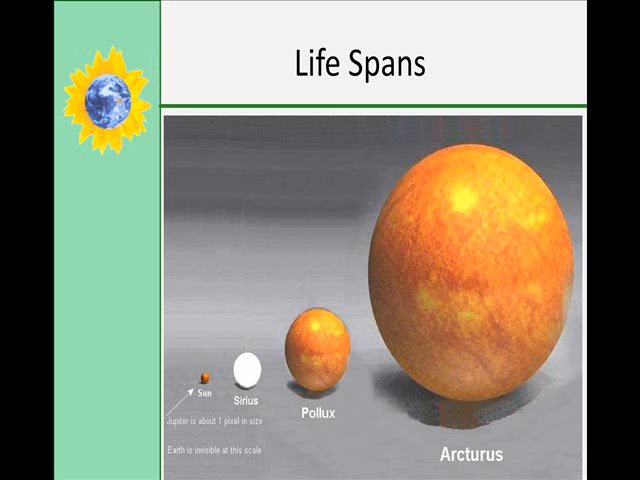 Life Spans
Sun
Sirius
Pollux
Jupiter is about 1 pixel in size
Earth is invisible at this scale
Arcturus